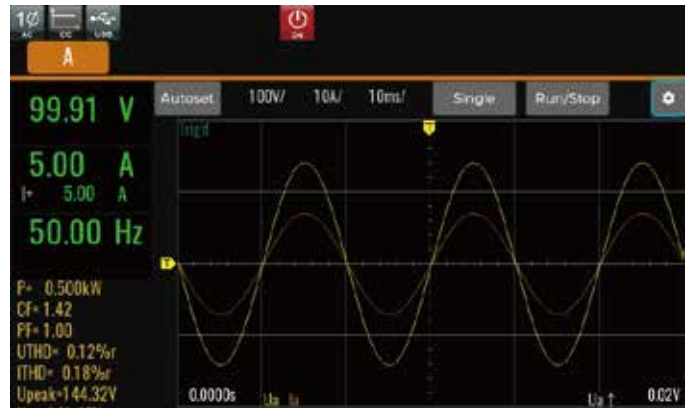 1Ø
AC CC USB ON
A
99.91 V
Autoset 100V/ 10A/ 10ms/ Single Run/Stop
Trig'd
T
5.00 A
I= 5.00 A
50.00 Hz
T
P= 0.500kW
CF= 1.42
PF= 1.00
UTHD= 0.12%r
ITHD= 0.18%r
Upeak=144.32V
0.0000s Ua Ia Ua↑ 0.02V